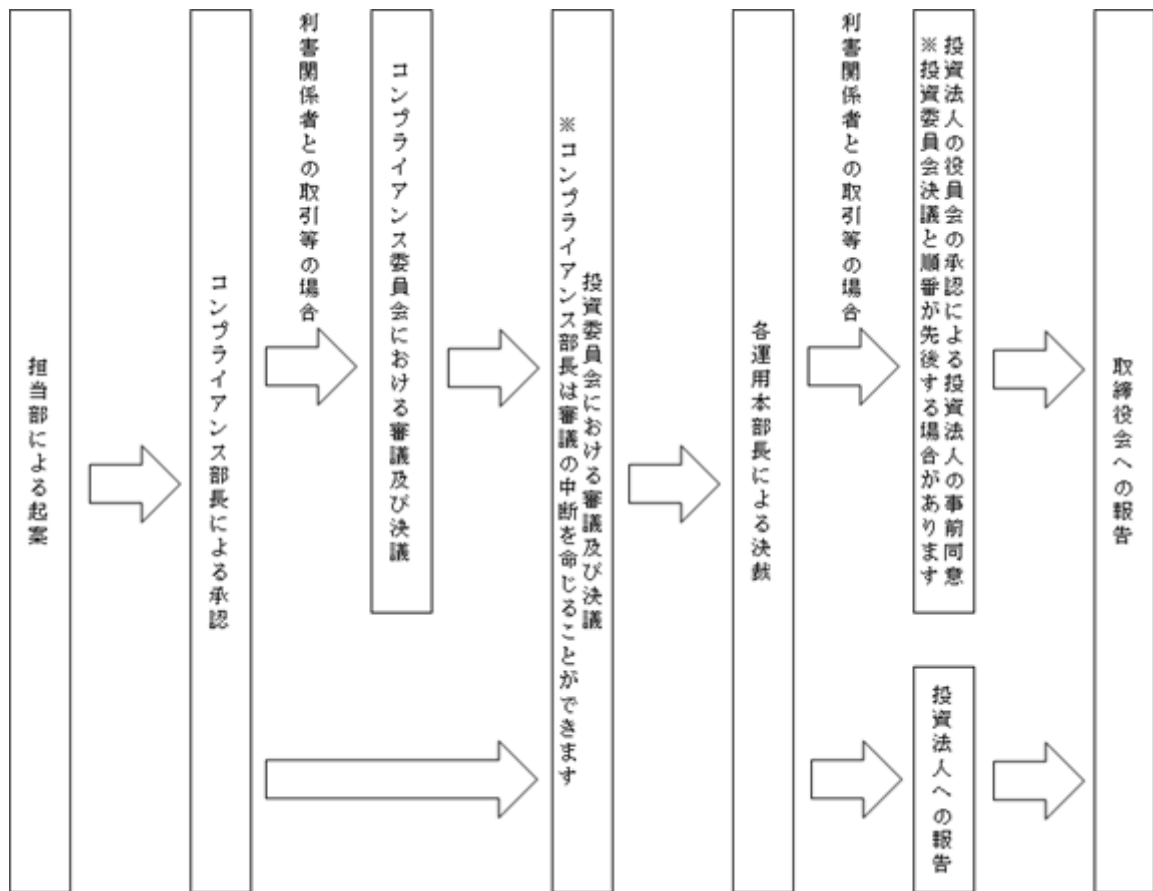 担当部による起案
コンプライアンス部長による承認
利害関係者との取引等の場合
コンプライアンス委員会における審議及び決議
投資委員会における審議及び決議
※コンプライアンス部長は審議の中断を命じることができます
各運用本部長による決裁
利害関係者との取引等の場合
投資法人の役員会の承認による投資法人の事前同意
※投資委員会決議と順番が先後する場合があります
投資法人への報告
取締役会への報告